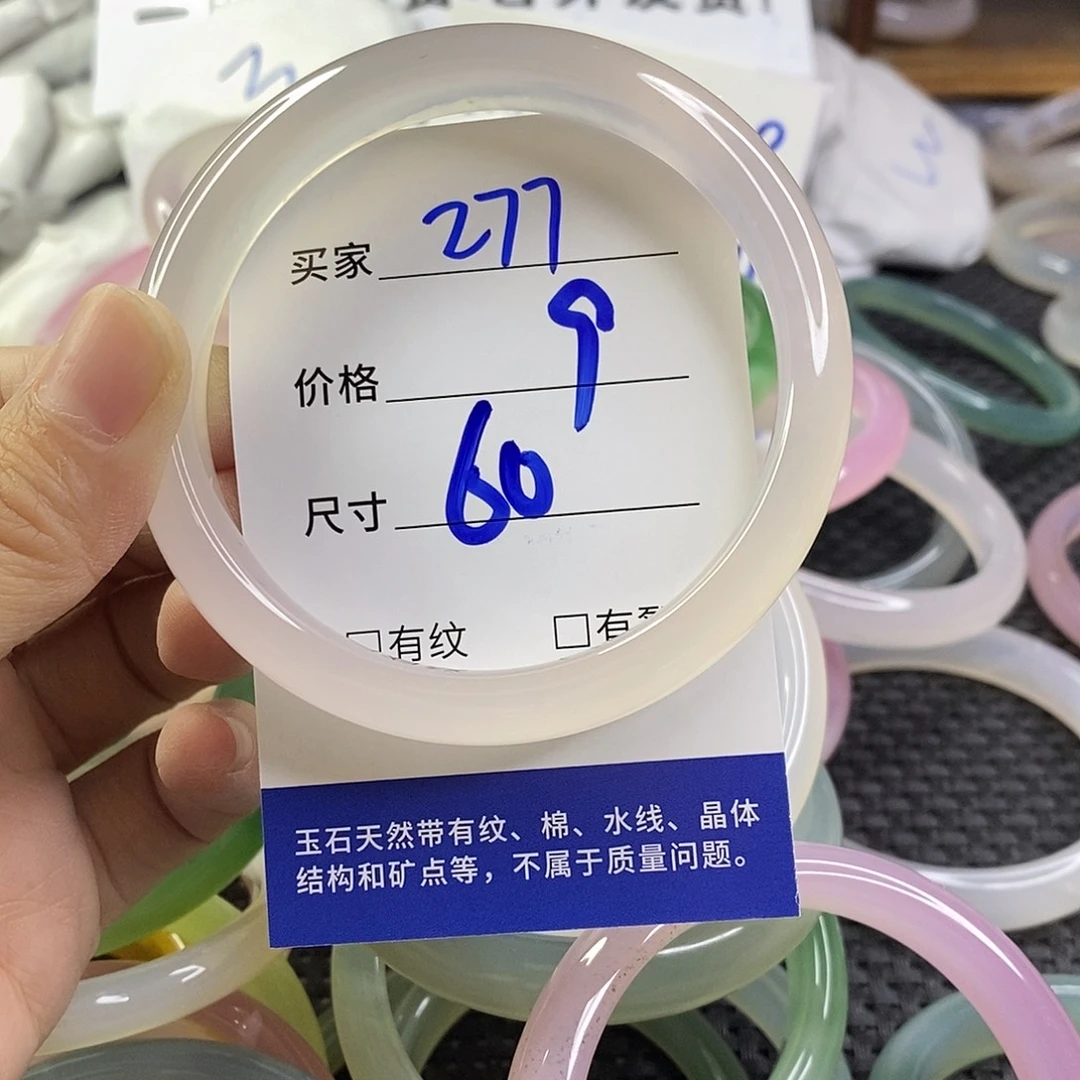 买家 277
价格 9
尺寸 60
□有纹 □有
玉石天然带有纹、棉、水线、晶体
结构和矿点等，不属于质量问题。